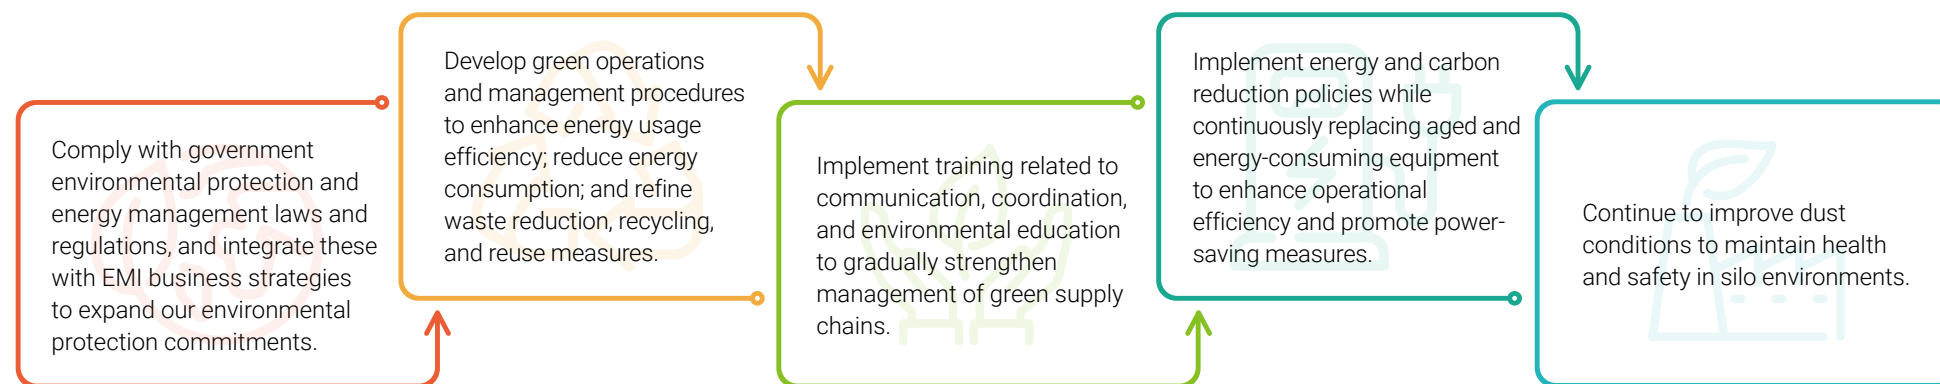 Comply with government
environmental protection and
energy management laws and
regulations, and integrate these
with EMI business strategies
to expand our environmental
protection commitments.
Develop green operations
and management procedures
to enhance energy usage
efficiency; reduce energy
consumption; and refine
waste reduction, recycling,
and reuse measures.
Implement training related to
communication, coordination,
and environmental education
to gradually strengthen
management of green supply
chains.
Implement energy and carbon
reduction policies while
continuously replacing aged and
energy-consuming equipment
to enhance operational
efficiency and promote power-
saving measures.
Continue to improve dust
conditions to maintain health
and safety in silo environments.